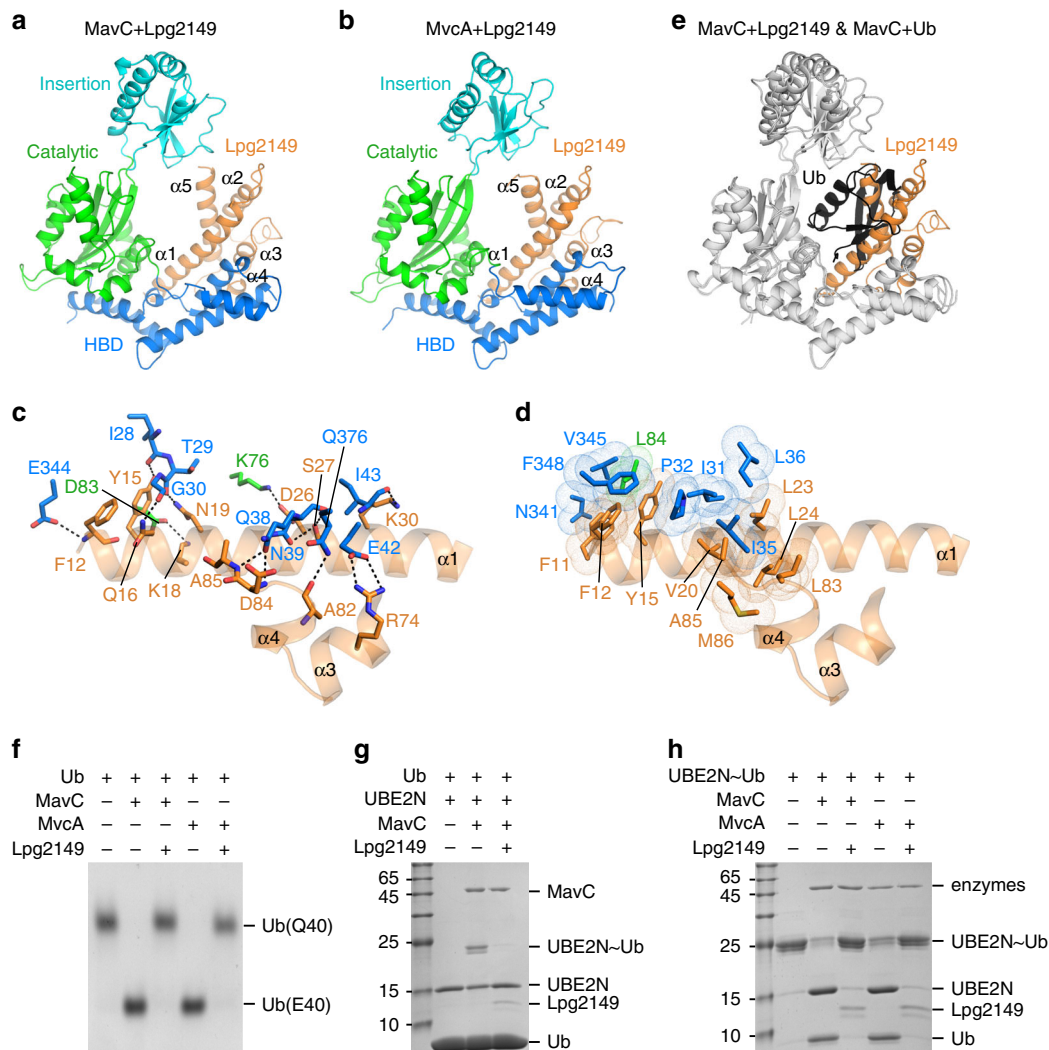 a
MavC+Lpg2149
Insertion
Catalytic
Lpg2149
α5
α2
α1
α3
α4
HBD
b
MvcA+Lpg2149
Insertion
Catalytic
Lpg2149
α5
α2
α1
α3
α4
HBD
e
MavC+Lpg2149 & MavC+Ub
Lpg2149
Ub
c
I28
T29
Q376
E344
Y15
K76
S27
I43
D83
G30
N19
D26
Q38
K30
N39
E42
F12
α1
Q16
K18
A85
D84
A82
R74
α4
α3
d
V345
L84
F348
P32
I31
L36
N341
L23
L24
I35
α1
F11
F12
Y15
V20
L83
A85
M86
α4
α3
f
Ub + + + + +
MavC – + + – –
MvcA – – – + +
Lpg2149 – – + – +
Ub(Q40)
Ub(E40)
g
Ub + + +
UBE2N + + +
MavC – + +
Lpg2149 – – +
65
45
25
15
10
MavC
UBE2N~Ub
UBE2N
Lpg2149
Ub
h
UBE2N~Ub + + + + +
MavC – + + – –
MvcA – – – + +
Lpg2149 – – + – +
65
45
25
15
10
enzymes
UBE2N~Ub
UBE2N
Lpg2149
Ub